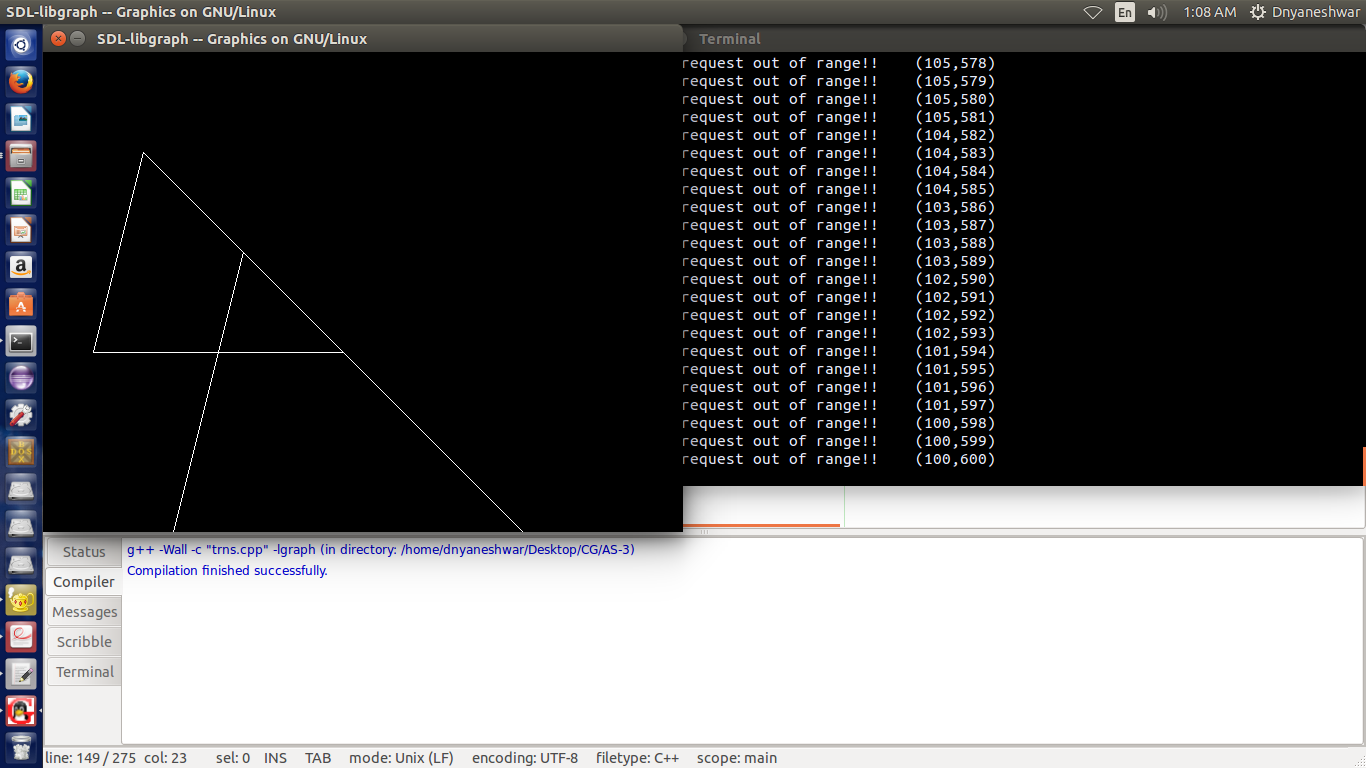 SDL-libgraph -- Graphics on GNU/Linux
En
1:08 AM
Dnyaneshwar
SDL-libgraph -- Graphics on GNU/Linux
Terminal
request out of range!! (105,578)
request out of range!! (105,579)
request out of range!! (105,580)
request out of range!! (105,581)
request out of range!! (104,582)
request out of range!! (104,583)
request out of range!! (104,584)
request out of range!! (104,585)
request out of range!! (103,586)
request out of range!! (103,587)
request out of range!! (103,588)
request out of range!! (103,589)
request out of range!! (102,590)
request out of range!! (102,591)
request out of range!! (102,592)
request out of range!! (102,593)
request out of range!! (101,594)
request out of range!! (101,595)
request out of range!! (101,596)
request out of range!! (101,597)
request out of range!! (100,598)
request out of range!! (100,599)
request out of range!! (100,600)
Status
Compiler
Messages
Scribble
Terminal
g++ -Wall -c "trns.cpp" -lgraph (in directory: /home/dnyaneshwar/Desktop/CG/AS-3)
Compilation finished successfully.
line: 149 / 275 col: 23 sel: 0 INS TAB mode: Unix (LF) encoding: UTF-8 filetype: C++ scope: main